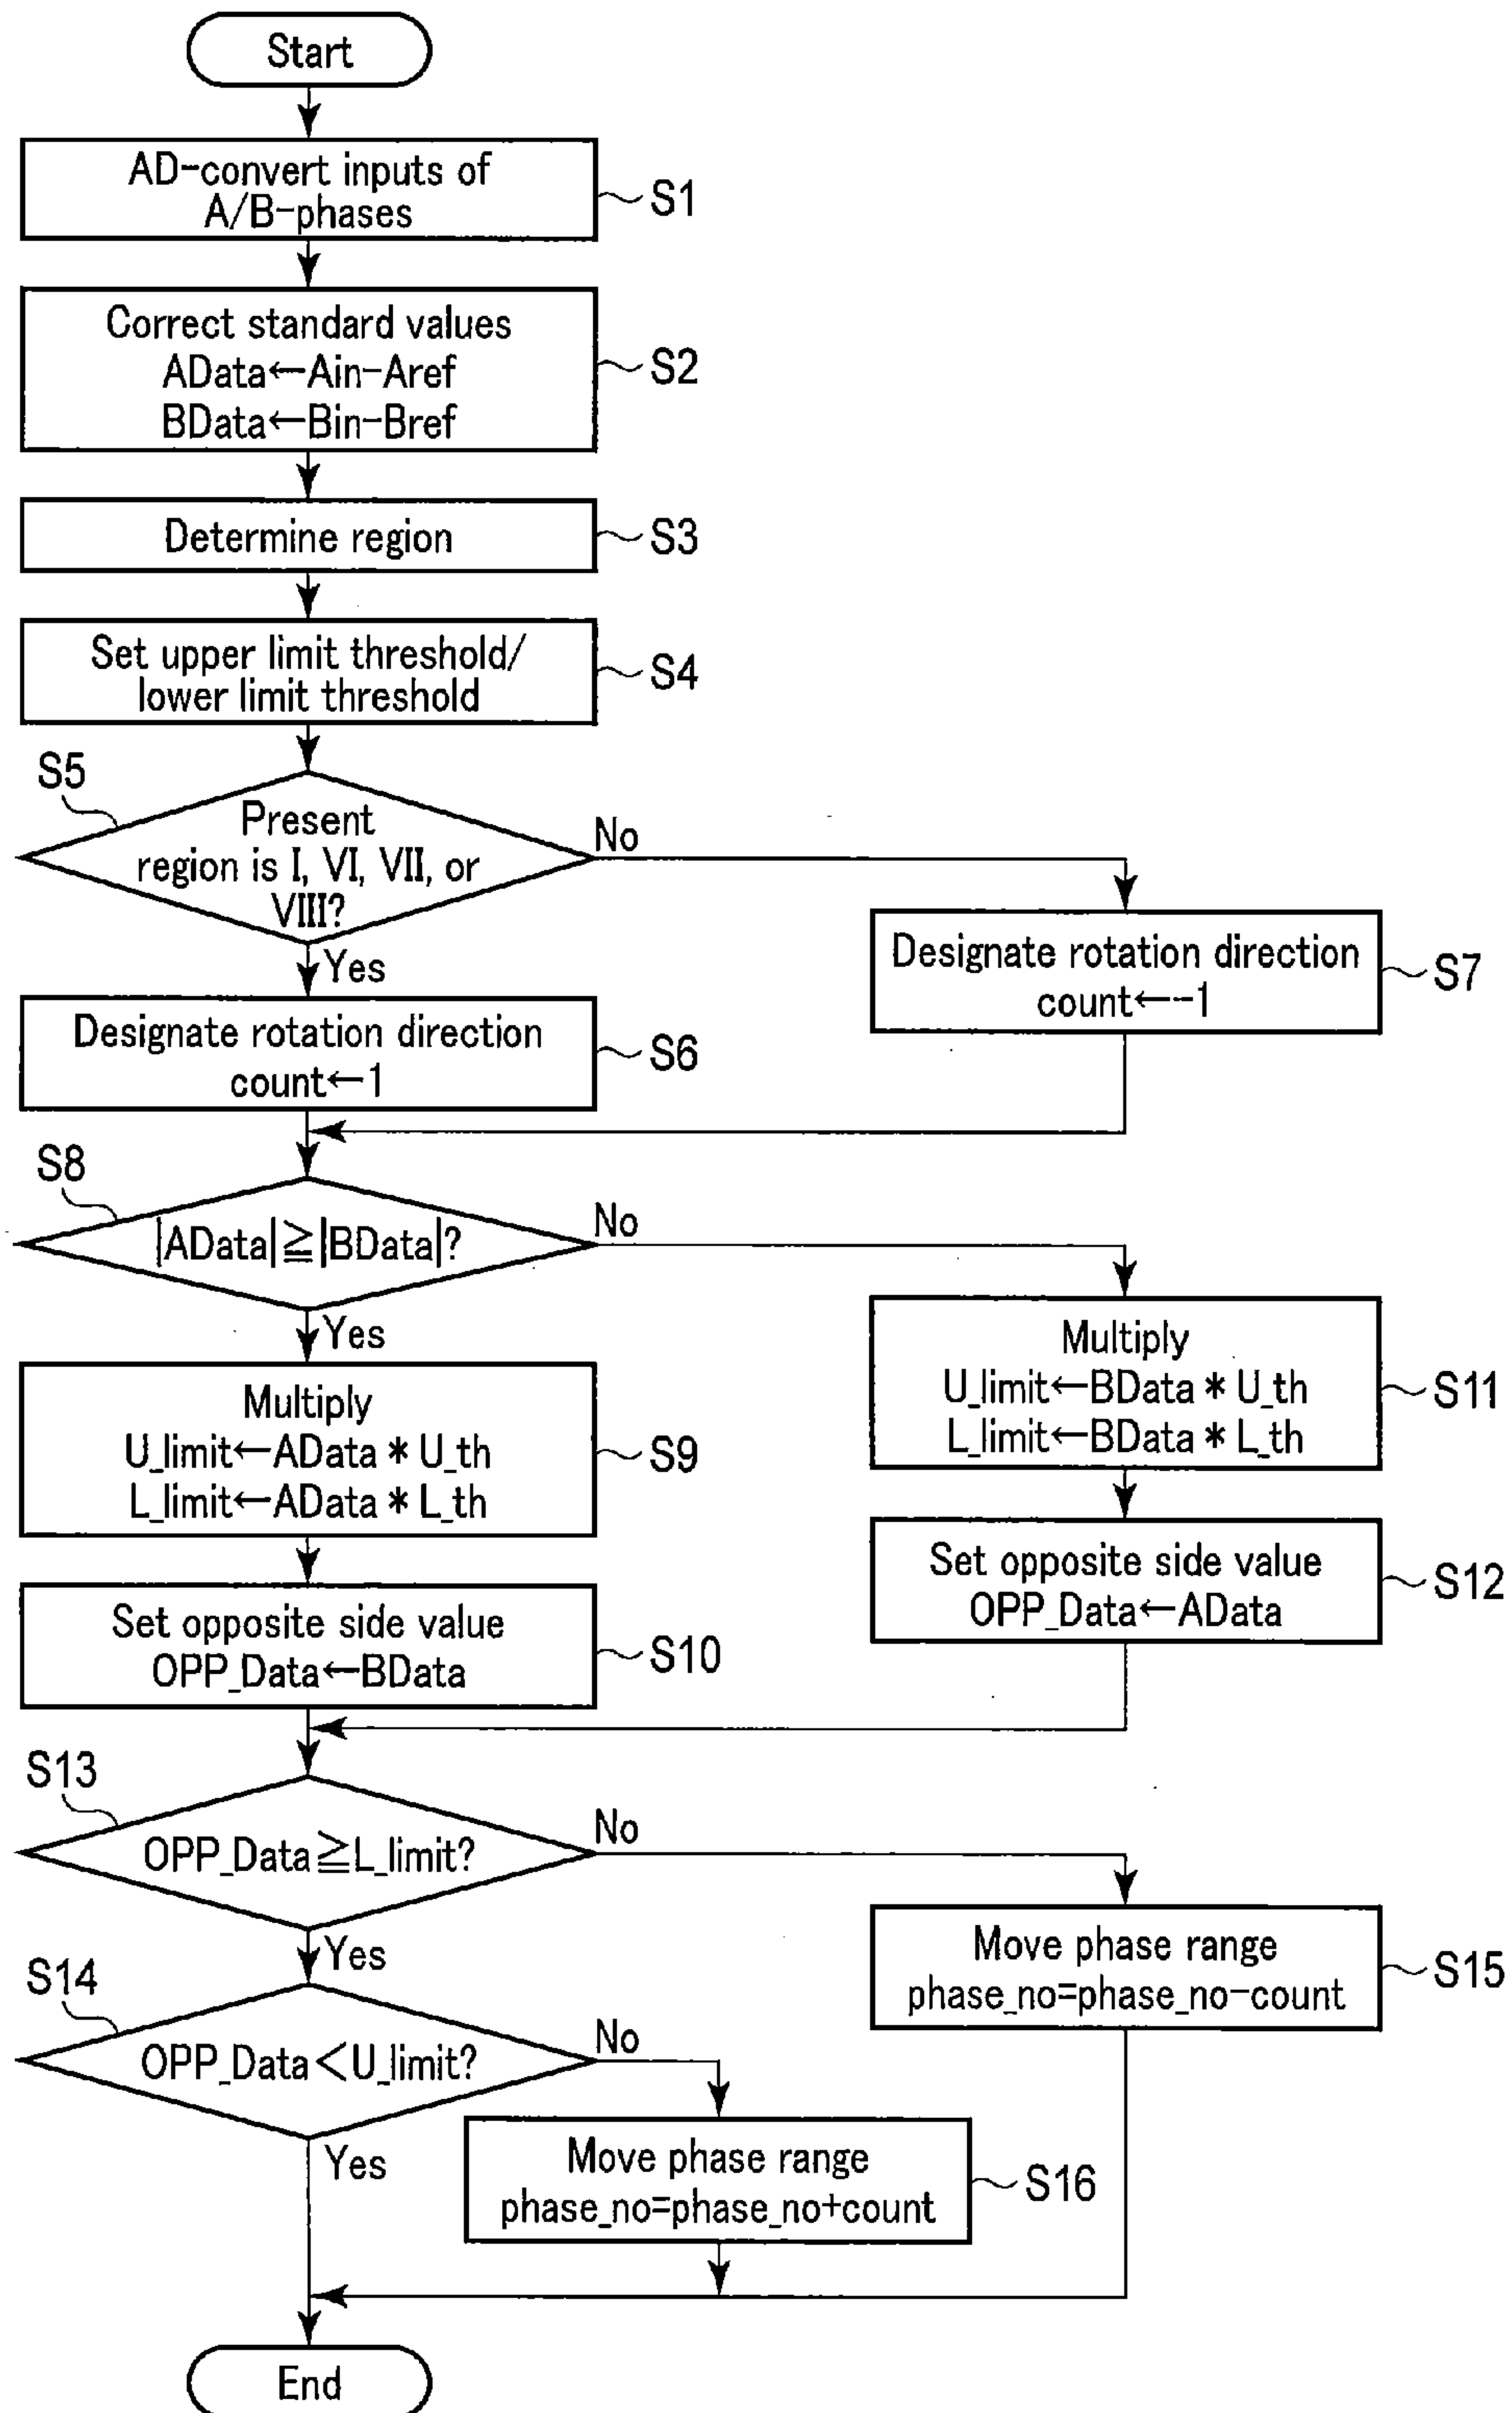 Start
AD-convert inputs of
A/B-phases
S1
Correct standard values
AData←Ain-Aref
BData←Bin-Bref
S2
Determine region
S3
Set upper limit threshold/
lower limit threshold
S4
S5
Present
region is I, VI, VII, or
VIII?
No
Yes
Designate rotation direction
count←-1
S7
Designate rotation direction
count←1
S6
S8
|AData|≧|BData|?
No
Yes
Multiply
U_limit←BData * U_th
L_limit←BData * L_th
S11
Multiply
U_limit←AData * U_th
L_limit←AData * L_th
S9
Set opposite side value
OPP_Data←AData
S12
Set opposite side value
OPP_Data←BData
S10
S13
OPP_Data≧L_limit?
No
Yes
Move phase range
phase_no=phase_no-count
S15
S14
OPP_Data<U_limit?
No
Yes
Move phase range
phase_no=phase_no+count
S16
End